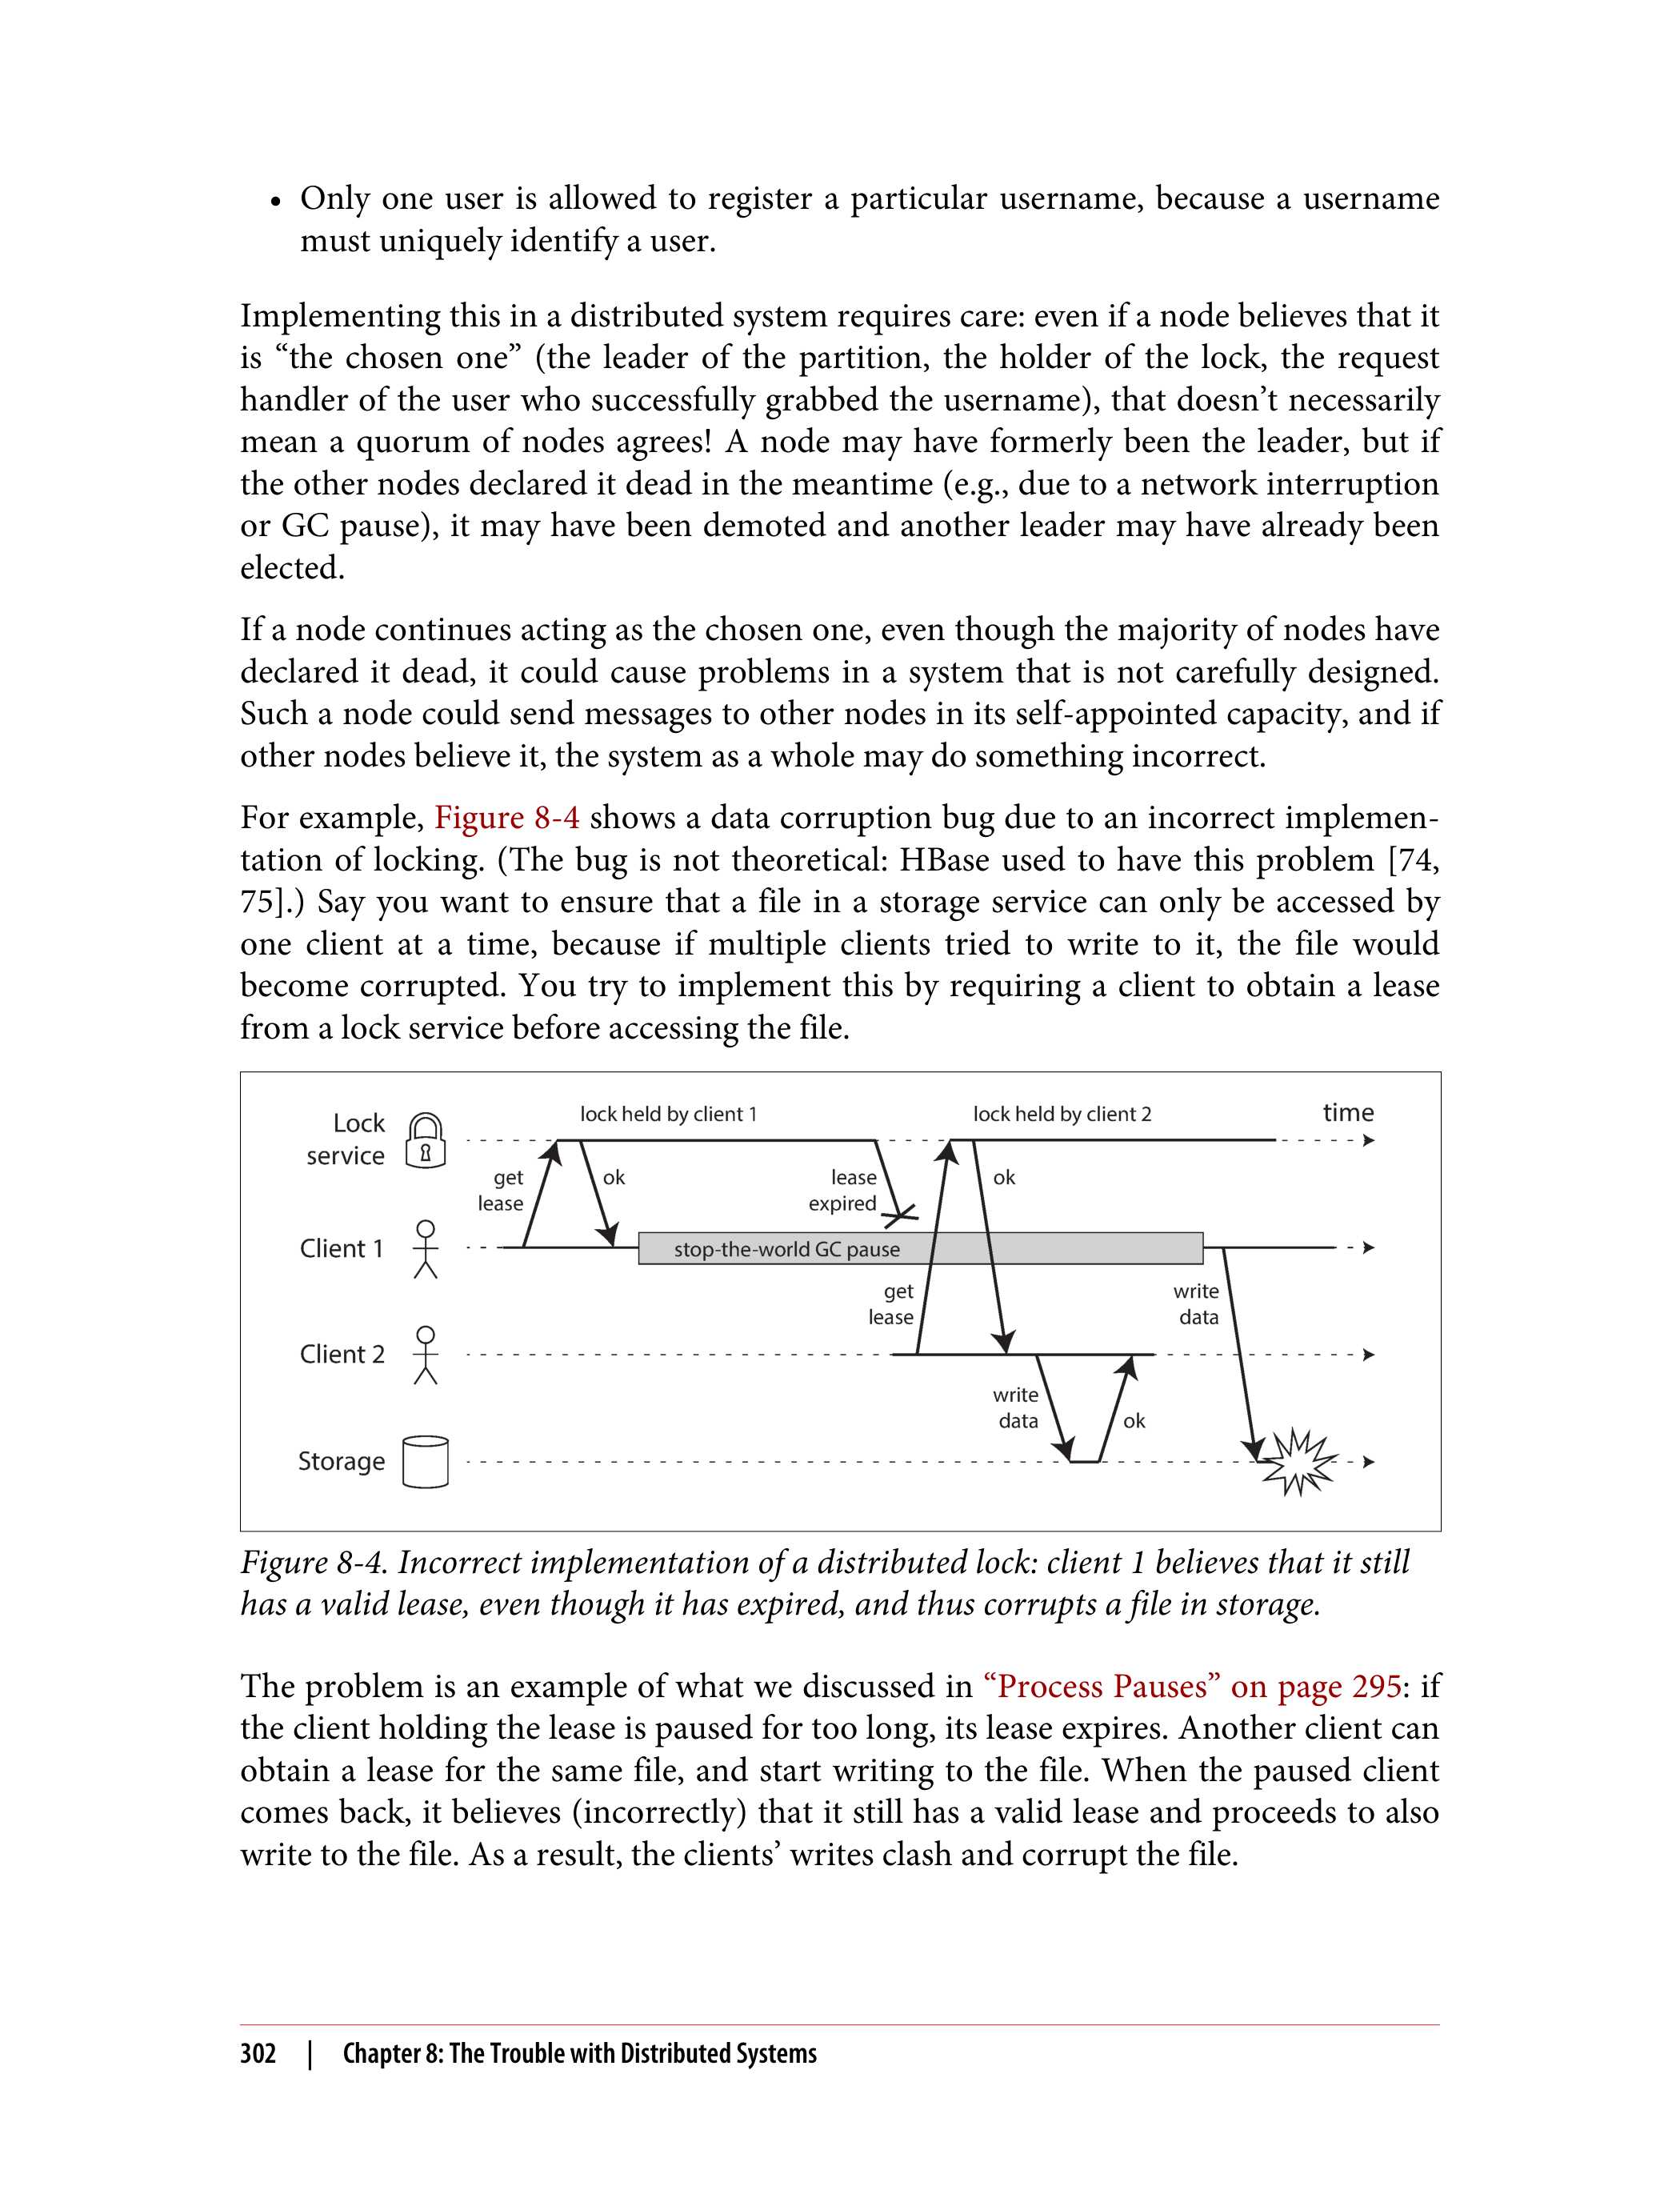 • Only one user is allowed to register a particular username, because a username
must uniquely identify a user.
Implementing this in a distributed system requires care: even if a node believes that it
is “the chosen one” (the leader of the partition, the holder of the lock, the request
handler of the user who successfully grabbed the username), that doesn’t necessarily
mean a quorum of nodes agrees! A node may have formerly been the leader, but if
the other nodes declared it dead in the meantime (e.g., due to a network interruption
or GC pause), it may have been demoted and another leader may have already been
elected.
If a node continues acting as the chosen one, even though the majority of nodes have
declared it dead, it could cause problems in a system that is not carefully designed.
Such a node could send messages to other nodes in its self-appointed capacity, and if
other nodes believe it, the system as a whole may do something incorrect.
For example, Figure 8-4 shows a data corruption bug due to an incorrect implemen-
tation of locking. (The bug is not theoretical: HBase used to have this problem [74,
75].) Say you want to ensure that a file in a storage service can only be accessed by
one client at a time, because if multiple clients tried to write to it, the file would
become corrupted. You try to implement this by requiring a client to obtain a lease
from a lock service before accessing the file.
lock held by client 1
lock held by client 2
time
Lock
service
get
lease
ok
lease
expired
ok
Client 1
stop-the-world GC pause
get
lease
write
data
Client 2
write
data
ok
Storage
Figure 8-4. Incorrect implementation of a distributed lock: client 1 believes that it still
has a valid lease, even though it has expired, and thus corrupts a file in storage.
The problem is an example of what we discussed in “Process Pauses” on page 295: if
the client holding the lease is paused for too long, its lease expires. Another client can
obtain a lease for the same file, and start writing to the file. When the paused client
comes back, it believes (incorrectly) that it still has a valid lease and proceeds to also
write to the file. As a result, the clients’ writes clash and corrupt the file.
302 | Chapter 8: The Trouble with Distributed Systems